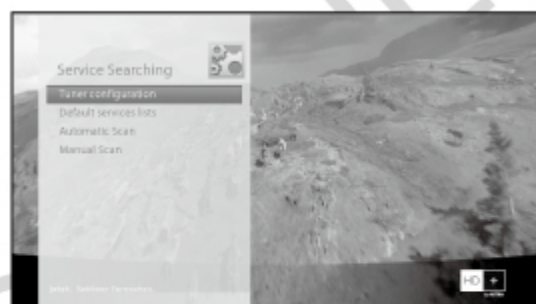 Service Searching
Tuner configuration
Default services lists
Automatic Scan
Manual Scan
HD +